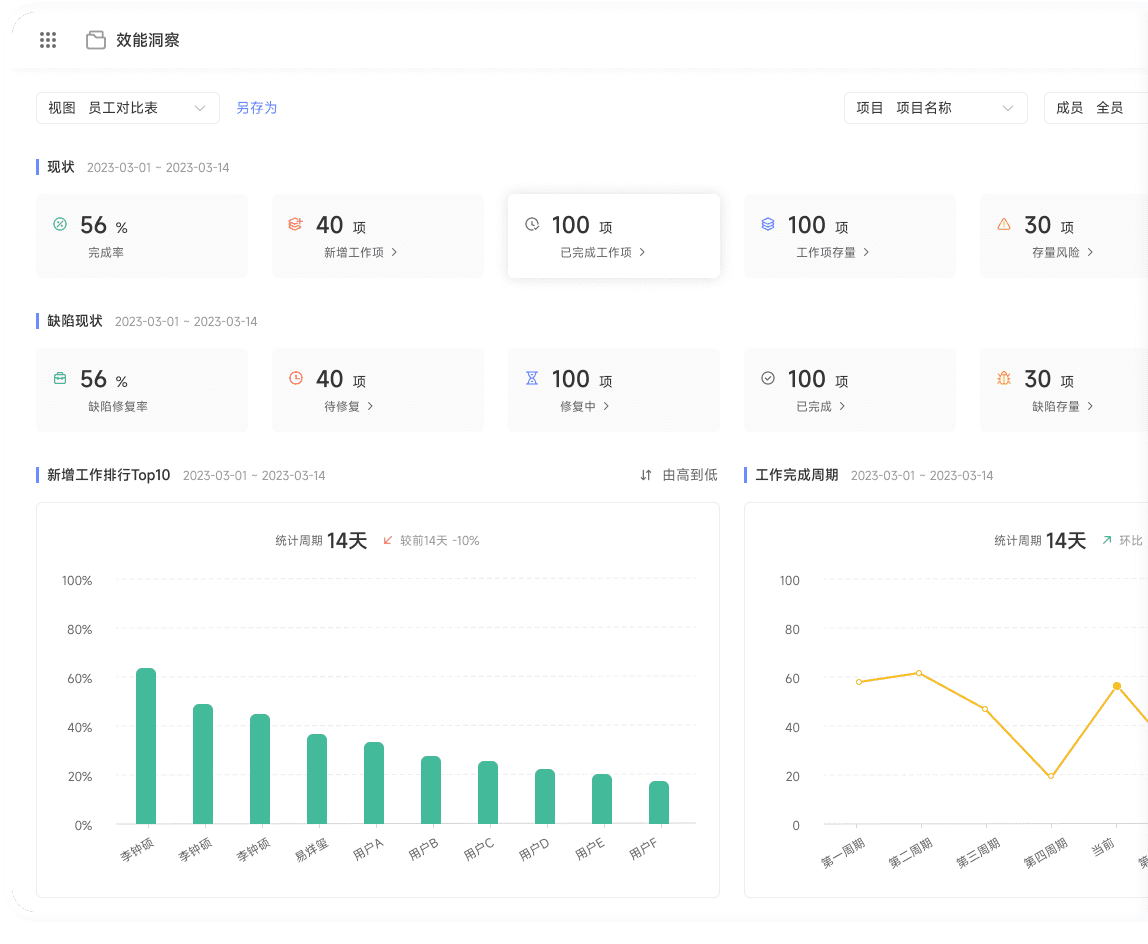 效能洞察
视图 员工对比表 另存为 项目 项目名称 成员 全员
现状 2023-03-01 ~ 2023-03-14
56 % 40 项 100 项 100 项 30 项
完成率 新增工作项 已完成工作项 工作项存量 存量风险
缺陷现状 2023-03-01 ~ 2023-03-14
56 % 40 项 100 项 100 项 30 项
缺陷修复率 待修复 修复中 已完成 缺陷存量
新增工作排行Top10 2023-03-01 ~ 2023-03-14 由高到低
统计周期 14天 较前14天 -10%
100%
80%
60%
40%
20%
0%
李钟硕 李钟硕 李钟硕 易烊玺 用户A 用户B 用户C 用户D 用户E 用户F
工作完成周期 2023-03-01 ~ 2023-03-14
统计周期 14天 环比
100
80
60
40
20
0
第一周期 第二周期 第三周期 第四周期 当前